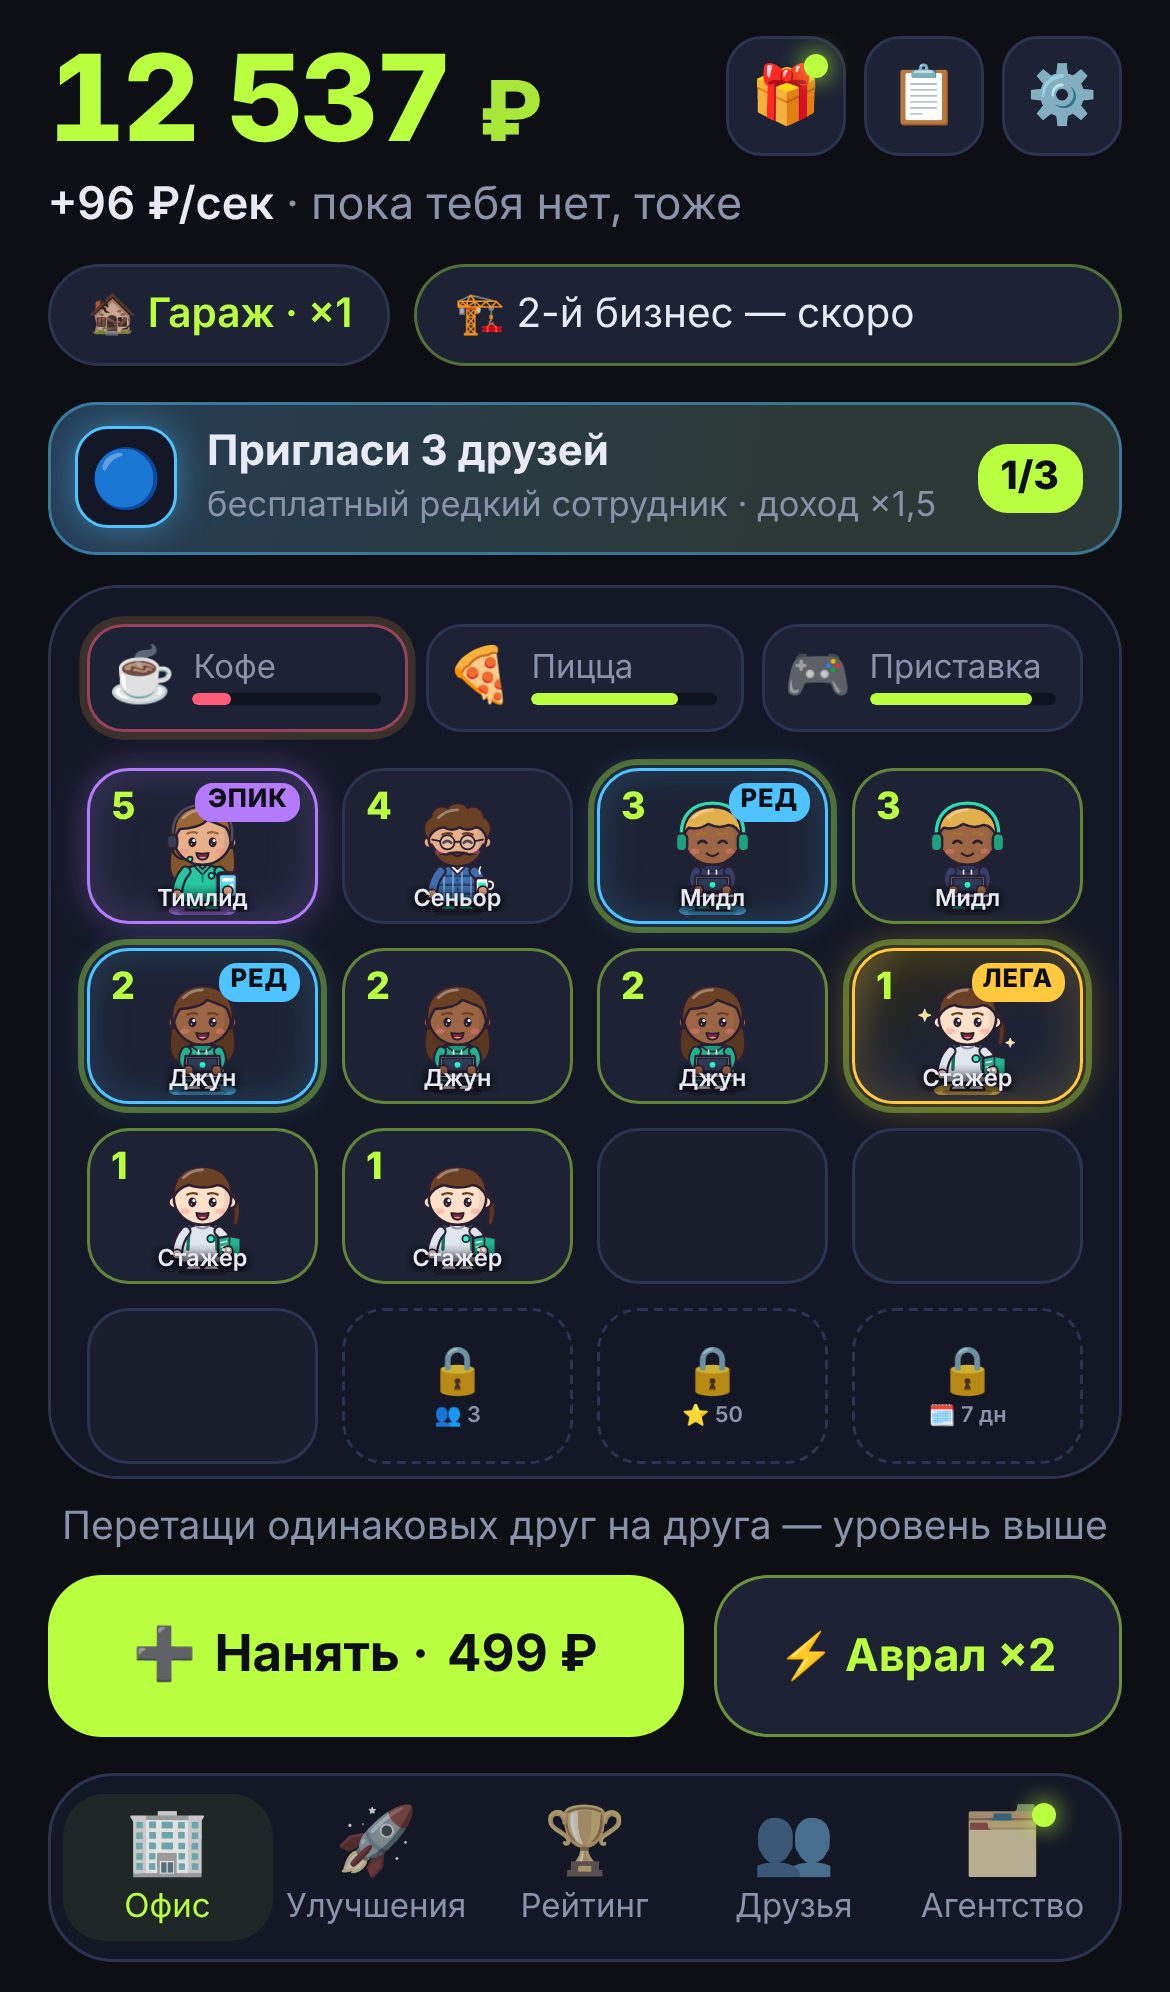 12 537 ₽
+96 ₽/сек · пока тебя нет, тоже
Гараж · ×1
2-й бизнес — скоро
Пригласи 3 друзей
бесплатный редкий сотрудник · доход ×1,5
1/3
Кофе
Пицца
Приставка
5
ЭПИК
Тимлид
4
Сеньор
3
РЕД
Мидл
3
Мидл
2
РЕД
Джун
2
Джун
2
Джун
1
ЛЕГА
Стажёр
1
Стажёр
1
Стажёр
3
50
7 дн
Перетащи одинаковых друг на друга — уровень выше
Нанять · 499 ₽
Аврал ×2
Офис
Улучшения
Рейтинг
Друзья
Агентство